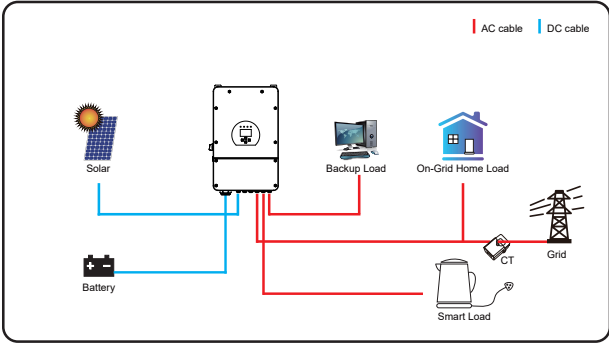 AC cable
DC cable
Solar
Backup Load
On-Grid Home Load
CT
Grid
Battery
Smart Load